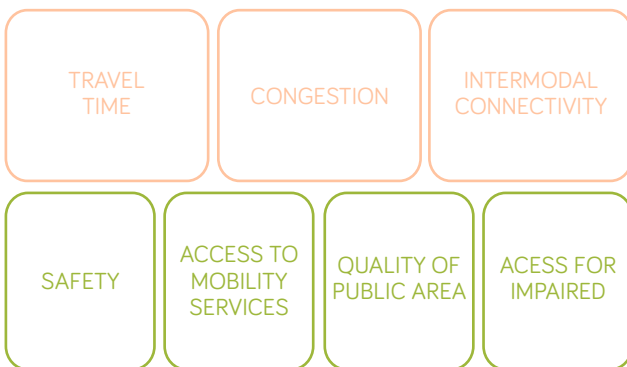 TRAVEL
TIME
CONGESTION
INTERMODAL
CONNECTIVITY
SAFETY
ACCESS TO
MOBILITY
SERVICES
QUALITY OF
PUBLIC AREA
ACESS FOR
IMPAIRED